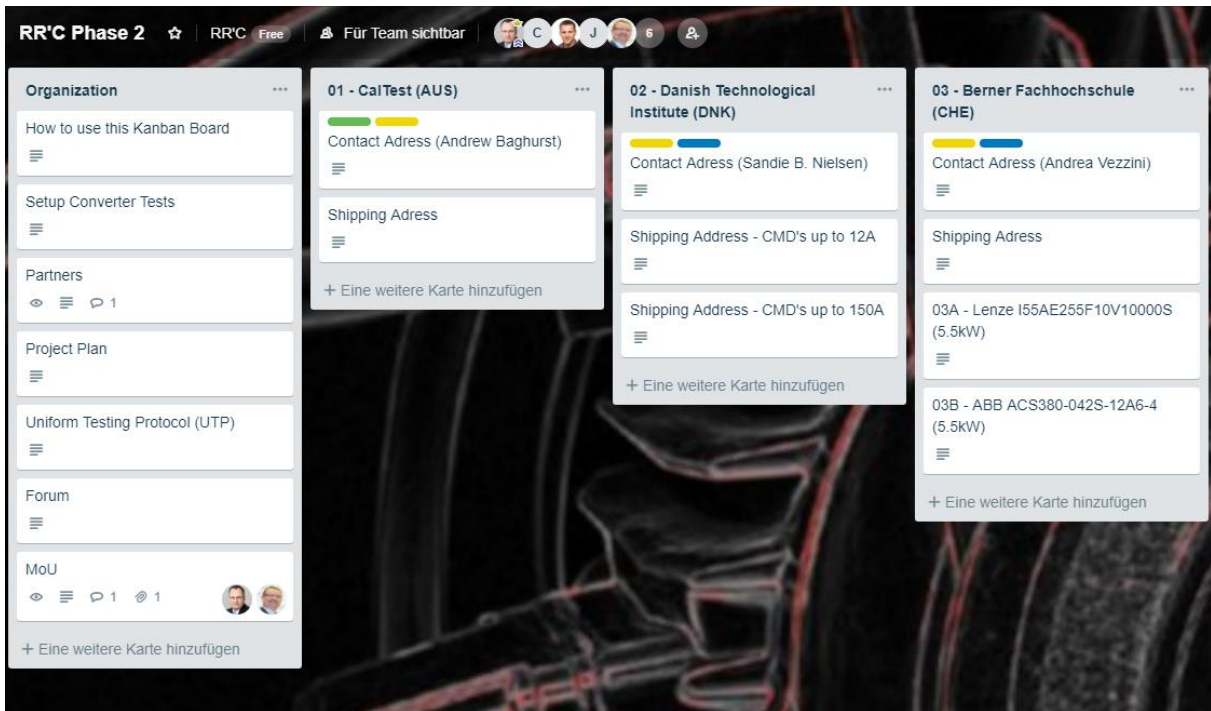 RR'C Phase 2 RR'C Free Für Team sichtbar C J 6
Organization
How to use this Kanban Board
Setup Converter Tests
Partners
1
Project Plan
Uniform Testing Protocol (UTP)
Forum
MoU
1 1
+ Eine weitere Karte hinzufügen
01 - CalTest (AUS)
Contact Adress (Andrew Baghurst)
Shipping Adress
+ Eine weitere Karte hinzufügen
02 - Danish Technological
Institute (DNK)
Contact Adress (Sandie B. Nielsen)
Shipping Address - CMD's up to 12A
Shipping Address - CMD's up to 150A
+ Eine weitere Karte hinzufügen
03 - Berner Fachhochschule
(CHE)
Contact Adress (Andrea Vezzini)
Shipping Adress
03A - Lenze I55AE255F10V10000S
(5.5kW)
03B - ABB ACS380-042S-12A6-4
(5.5kW)
+ Eine weitere Karte hinzufügen